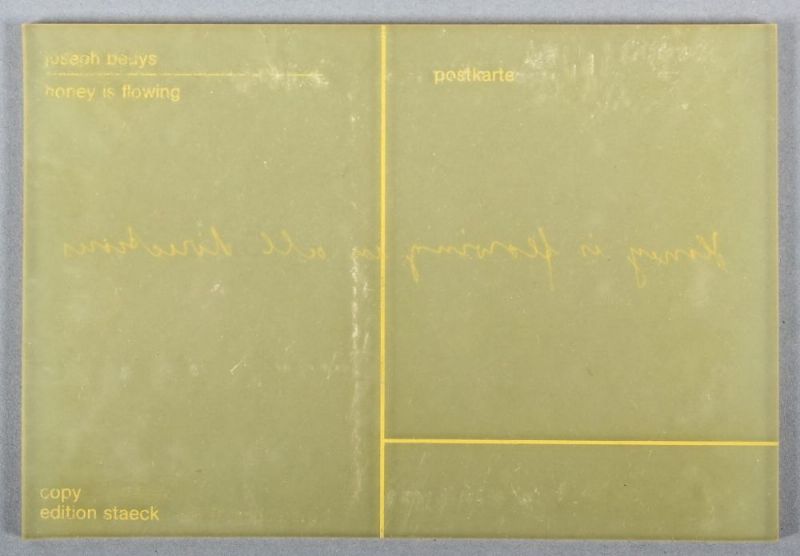 joseph beuys
honey is flowing
postkarte
Honey is flowing in all directions
copy
edition staeck